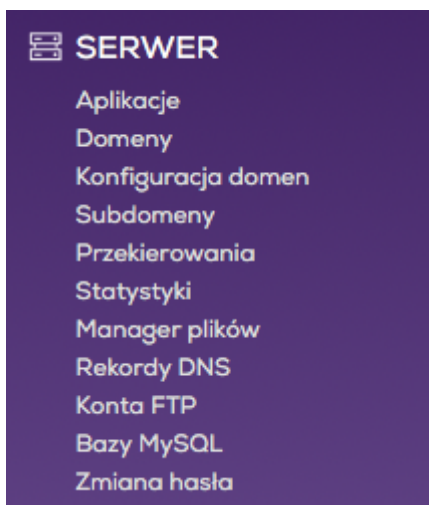 SERWER
Aplikacje
Domeny
Konfiguracja domen
Subdomeny
Przekierowania
Statystyki
Manager plików
Rekordy DNS
Konta FTP
Bazy MySQL
Zmiana hasła